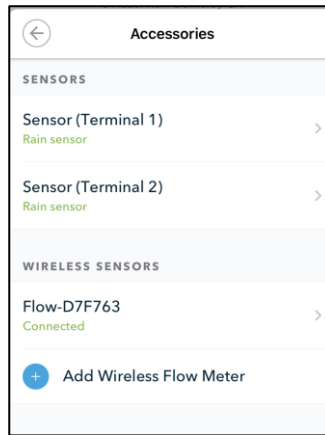 Accessories
SENSORS
Sensor (Terminal 1)
Rain sensor
Sensor (Terminal 2)
Rain sensor
WIRELESS SENSORS
Flow-D7F763
Connected
Add Wireless Flow Meter